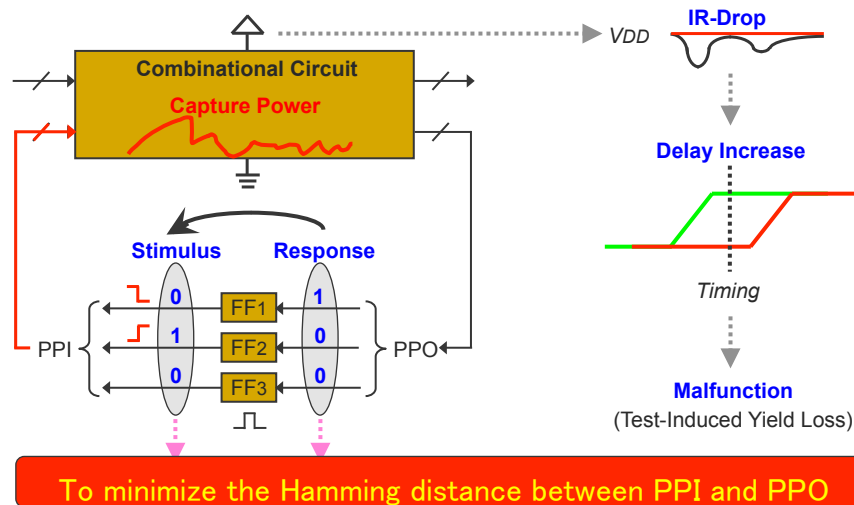 Combinational Circuit
Capture Power
VDD
IR-Drop
Delay Increase
Timing
Malfunction
(Test-Induced Yield Loss)
Stimulus
Response
0
FF1
1
PPI
1
FF2
0
PPO
0
FF3
0
To minimize the Hamming distance between PPI and PPO